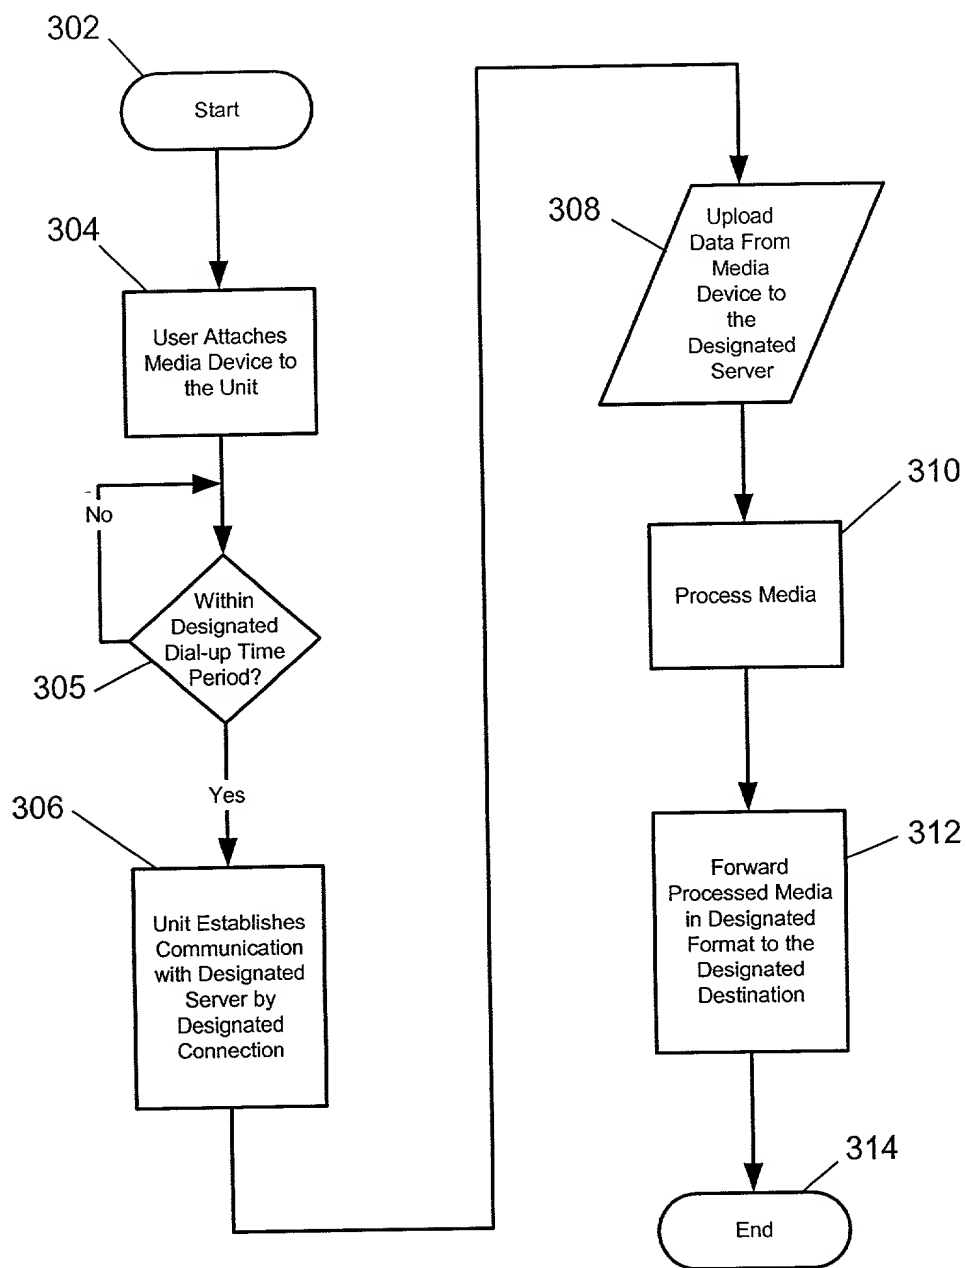 302
Start
304
User Attaches
Media Device to
the Unit
No
Within
Designated
Dial-up Time
Period?
305
Yes
306
Unit Establishes
Communication
with Designated
Server by
Designated
Connection
308
Upload
Data From
Media
Device to
the
Designated
Server
310
Process Media
312
Forward
Processed Media
in Designated
Format to the
Designated
Destination
314
End